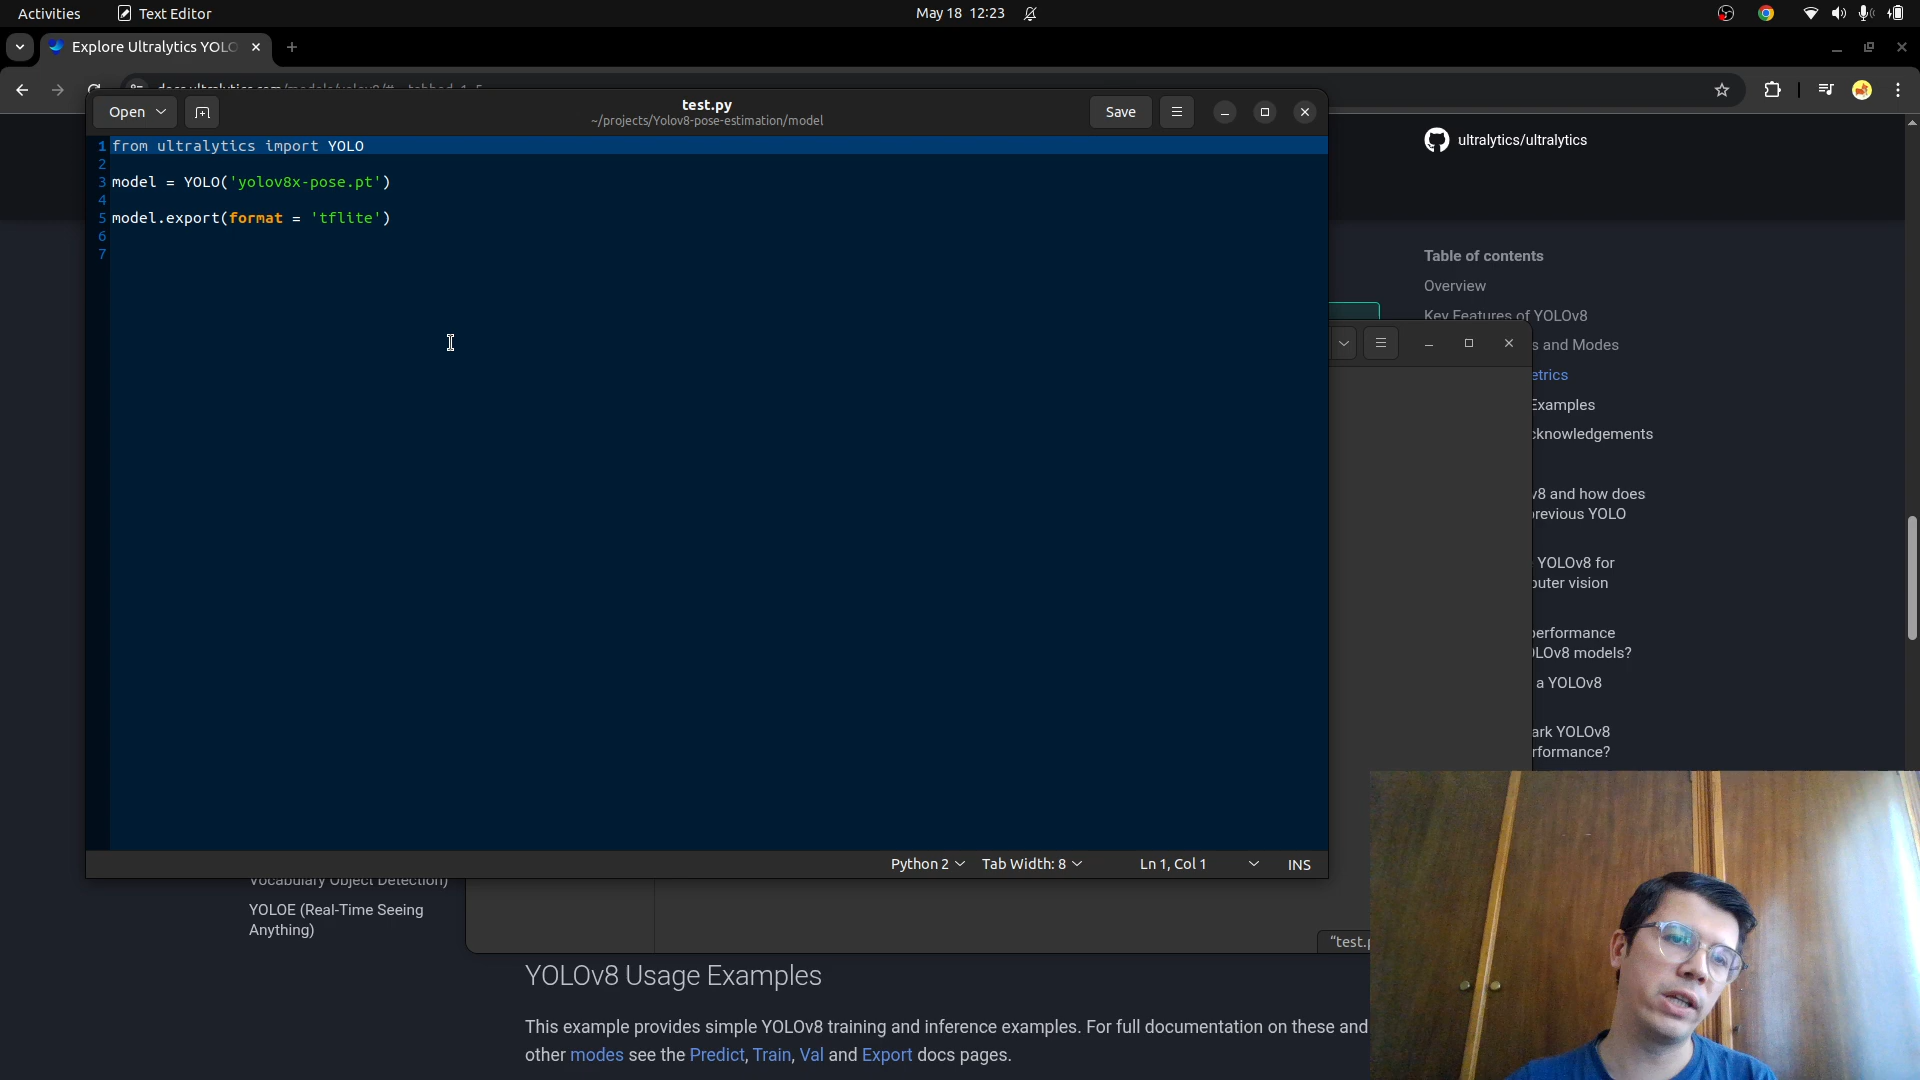 Activities
Text Editor
May 18 12:23
Explore Ultralytics YOLO
Open
test.py
~/projects/Yolov8-pose-estimation/model
Save
ultralytics/ultralytics
1 from ultralytics import YOLO
2
3 model = YOLO('yolov8x-pose.pt')
4
5 model.export(format = 'tflite')
6
7
Table of contents
Overview
Key Features of YOLOv8
s and Modes
etrics
Examples
cknowledgements
v8 and how does
previous YOLO
YOLOv8 for
puter vision
performance
LOv8 models?
a YOLOv8
ark YOLOv8
rformance?
Python 2
Tab Width: 8
Ln 1, Col 1
INS
Vocabulary Object Detection)
YOLOE (Real-Time Seeing
Anything)
"test.p
YOLOv8 Usage Examples
This example provides simple YOLOv8 training and inference examples. For full documentation on these and
other modes see the Predict, Train, Val and Export docs pages.